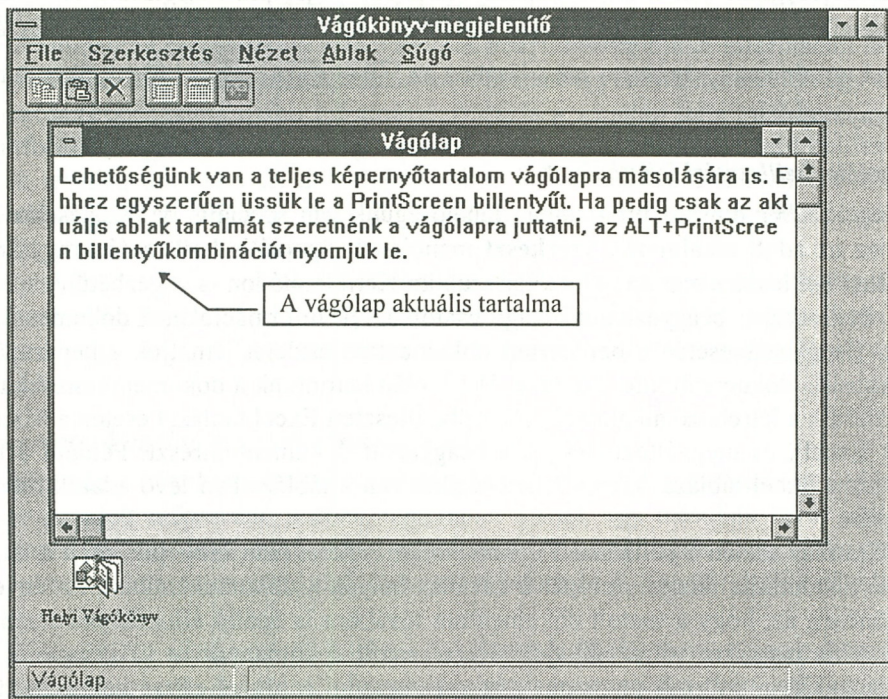 Vágókönyv-megjelenítő
File Szerkesztés Nézet Ablak Súgó
Vágólap
Lehetőségünk van a teljes képernyőtartalom vágólapra másolására is. E
hhez egyszerűen üssük le a PrintScreen billentyűt. Ha pedig csak az akt
uális ablak tartalmát szeretnénk a vágólapra juttatni, az ALT+PrintScree
n billentyűkombinációt nyomjuk le.
A vágólap aktuális tartalma
Helyi Vágókönyv
Vágólap